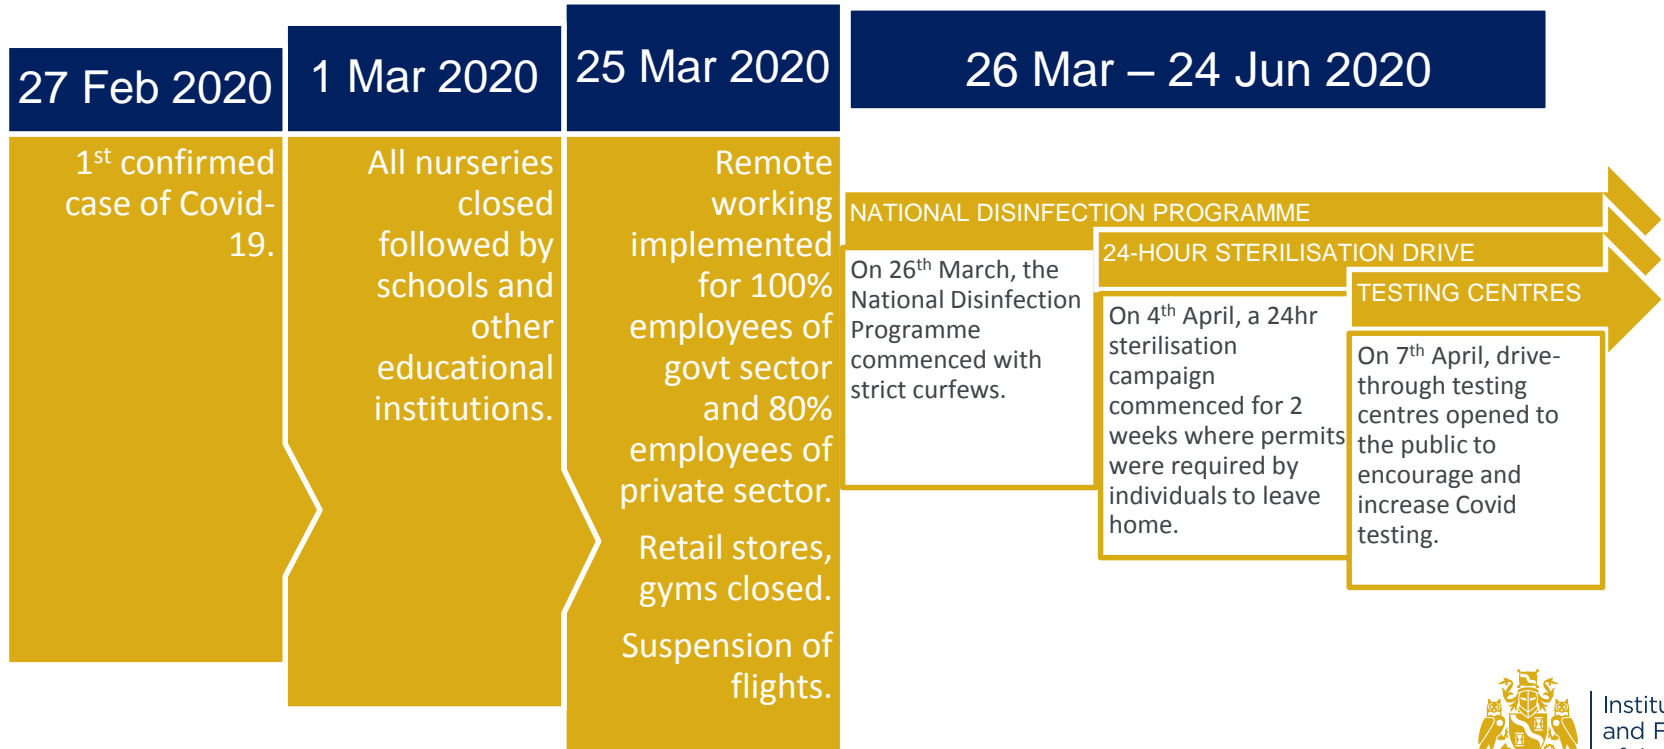 27 Feb 2020
1st confirmed
case of Covid-
19.
1 Mar 2020
All nurseries
closed
followed by
schools and
other
educational
institutions.
25 Mar 2020
Remote
working
implemented
for 100%
employees of
govt sector
and 80%
employees of
private sector.
Retail stores,
gyms closed.
Suspension of
flights.
26 Mar – 24 Jun 2020
NATIONAL DISINFECTION PROGRAMME
On 26th March, the
National Disinfection
Programme
commenced with
strict curfews.
24-HOUR STERILISATION DRIVE
On 4th April, a 24hr
sterilisation
campaign
commenced for 2
weeks where permits
were required by
individuals to leave
home.
TESTING CENTRES
On 7th April, drive-
through testing
centres opened to
the public to
encourage and
increase Covid
testing.
Institu
and F